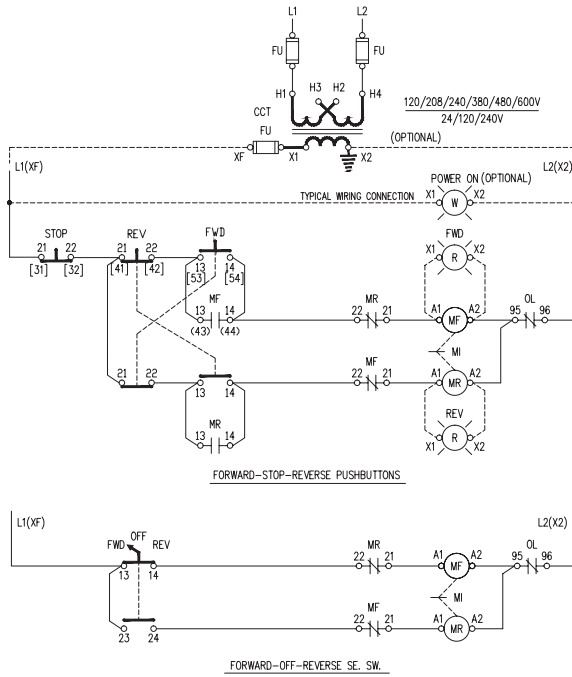 L1 L2
FU FU
H1 H3 H2 H4
CCT
FU
120/208/240/380/480/600V
24/120/240V
(OPTIONAL)
XF X1 X2
L1(XF) L2(X2)
POWER ON (OPTIONAL)
TYPICAL WIRING CONNECTION X1 W X2
STOP REV FWD FWD
21 22 21 22 13 14 X1 R X2
[31] [32] [41] [42] [53] [54]
MF MR OL
13 14 22 21 A1 MF A2 95 96
(43) (44)
MI
MF
21 22 13 14 22 21 A1 MR A2
MR REV
13 14 X1 R X2
FORWARD-STOP-REVERSE PUSHBUTTONS
L1(XF) L2(X2)
OFF
FWD REV MR OL
13 14 22 21 A1 MF A2 95 96
MF MI
23 24 22 21 A1 MR A2
FORWARD-OFF-REVERSE SE. SW.